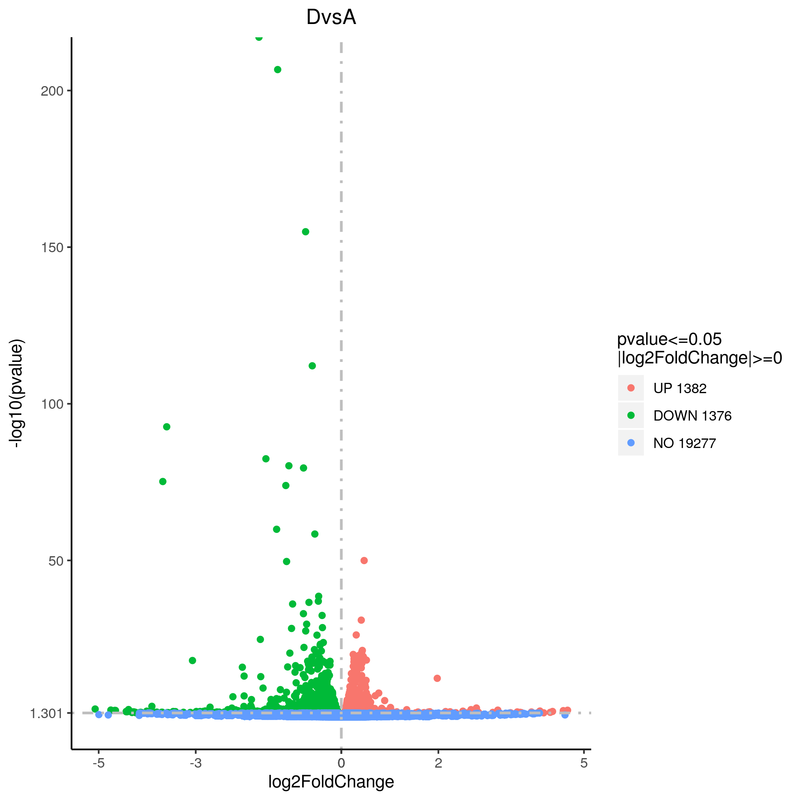 DvsA
200
150
100
50
1.301
-log10(pvalue)
-5
-3
0
2
5
log2FoldChange
pvalue<=0.05
|log2FoldChange|>=0
UP 1382
DOWN 1376
NO 19277